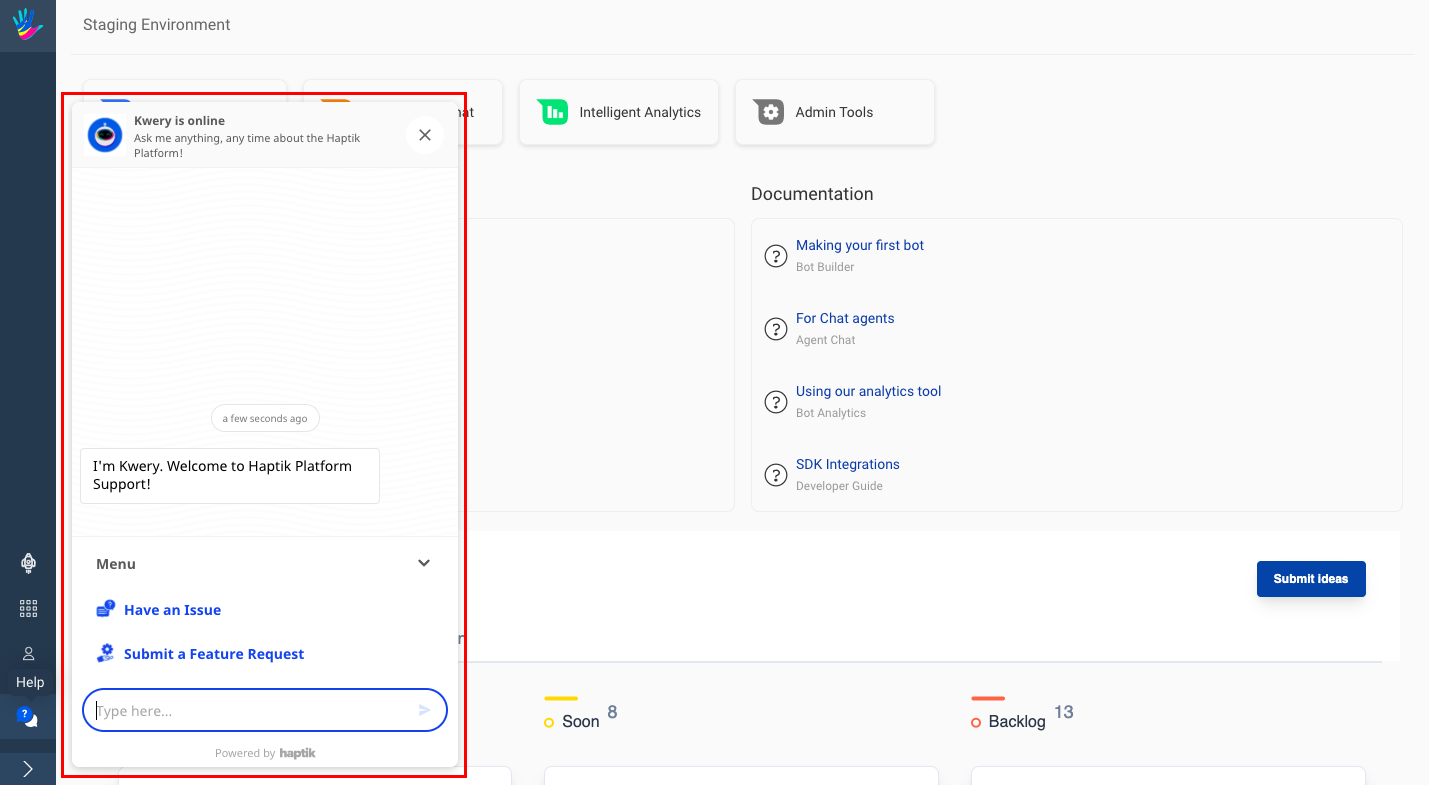 Staging Environment
hat
Intelligent Analytics
Admin Tools
Kwery is online
Ask me anything, any time about the Haptik
Platform!
a few seconds ago
I'm Kwery. Welcome to Haptik Platform
Support!
Menu
Have an Issue
Submit a Feature Request
Type here...
Powered by haptik
Help
?
Documentation
?
Making your first bot
Bot Builder
?
For Chat agents
Agent Chat
?
Using our analytics tool
Bot Analytics
?
SDK Integrations
Developer Guide
Submit ideas
Soon 8
Backlog 13